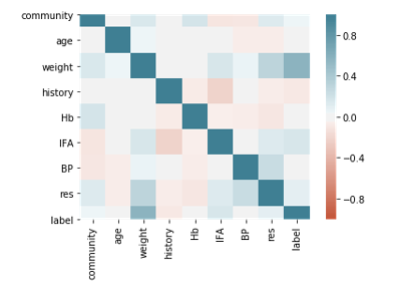 community
age
weight
history
Hb
IFA
BP
res
label
community
age
weight
history
Hb
IFA
BP
res
label
0.8
0.4
0.0
−0.4
−0.8